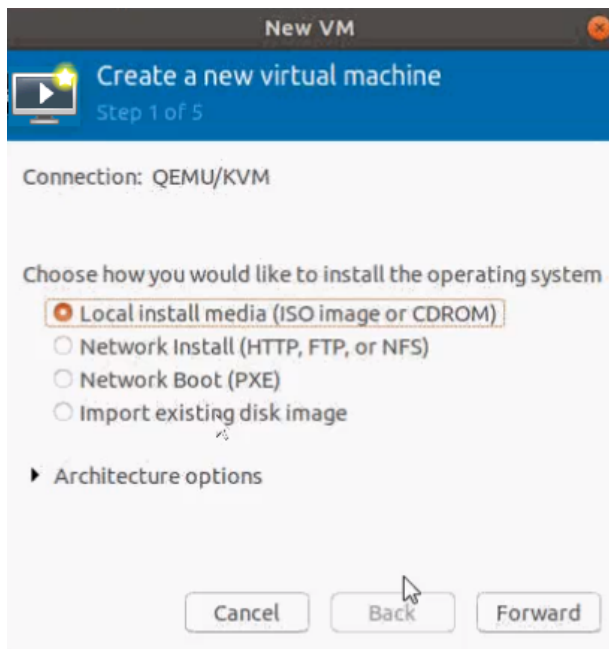 New VM
Create a new virtual machine
Step 1 of 5
Connection: QEMU/KVM
Choose how you would like to install the operating system
Local install media (ISO image or CDROM)
Network Install (HTTP, FTP, or NFS)
Network Boot (PXE)
Import existing disk image
Architecture options
Cancel Back Forward